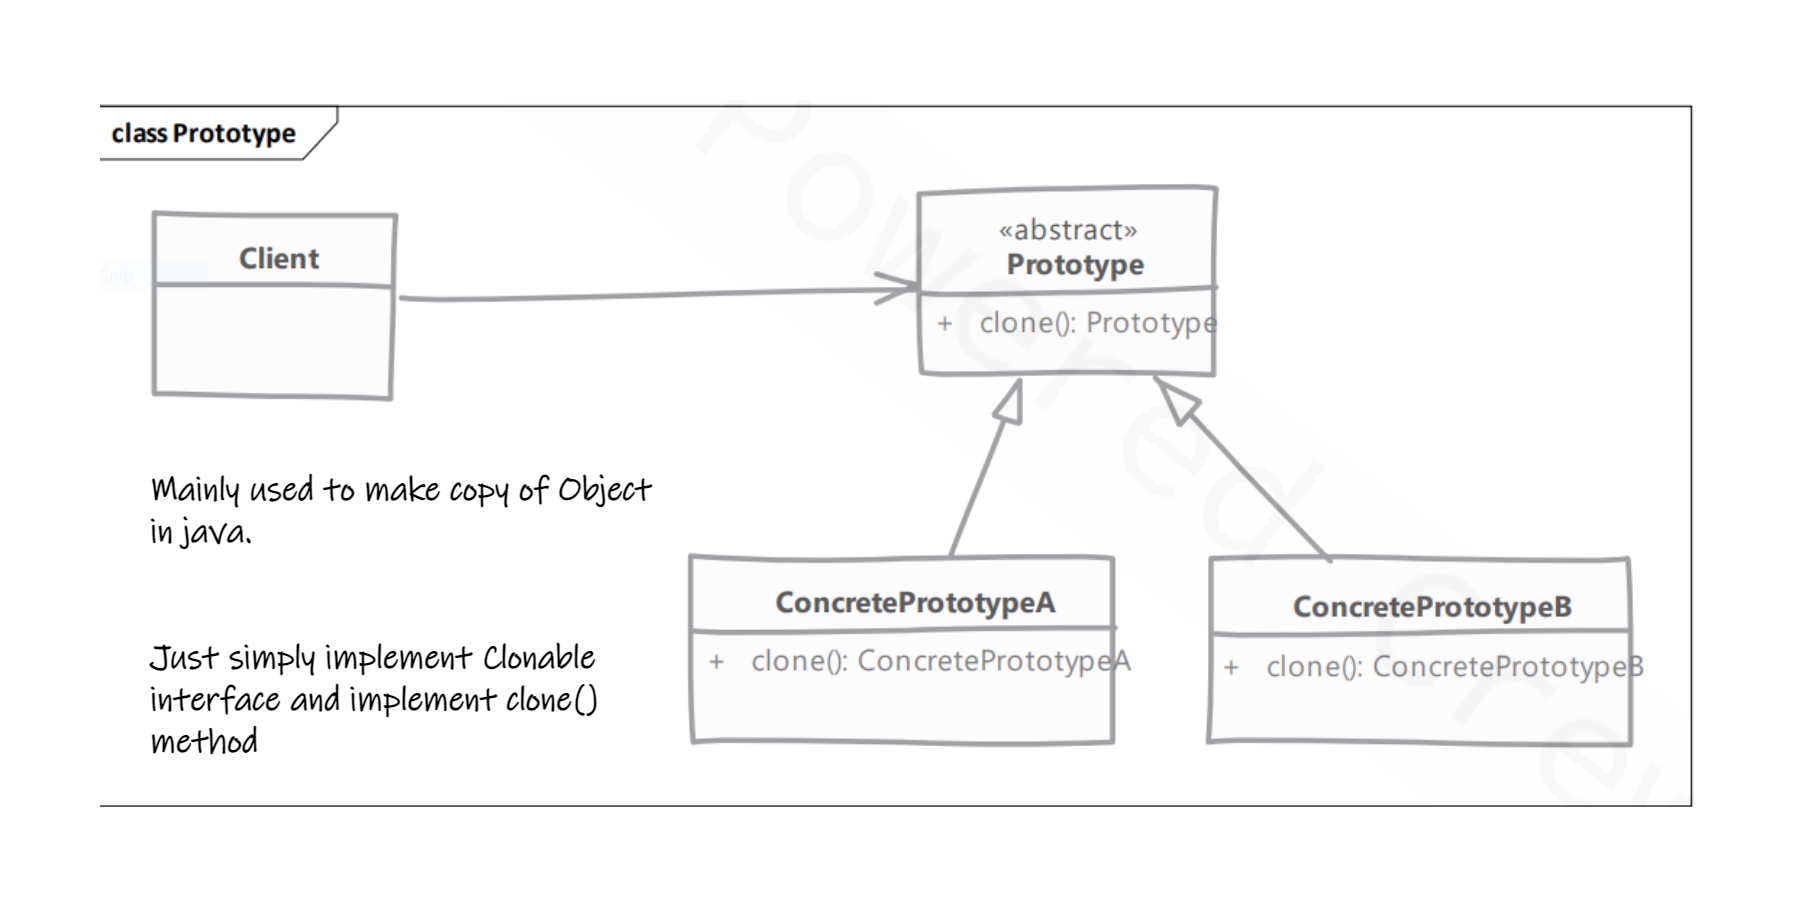 class Prototype
«abstract»
Prototype
Client
Snip
+ clone(): Prototype
Mainly used to make copy of Object
in java.
ConcretePrototypeA
ConcretePrototypeB
+ clone(): ConcretePrototypeA
+ clone(): ConcretePrototypeB
Just simply implement Clonable
interface and implement clone()
method
Powered